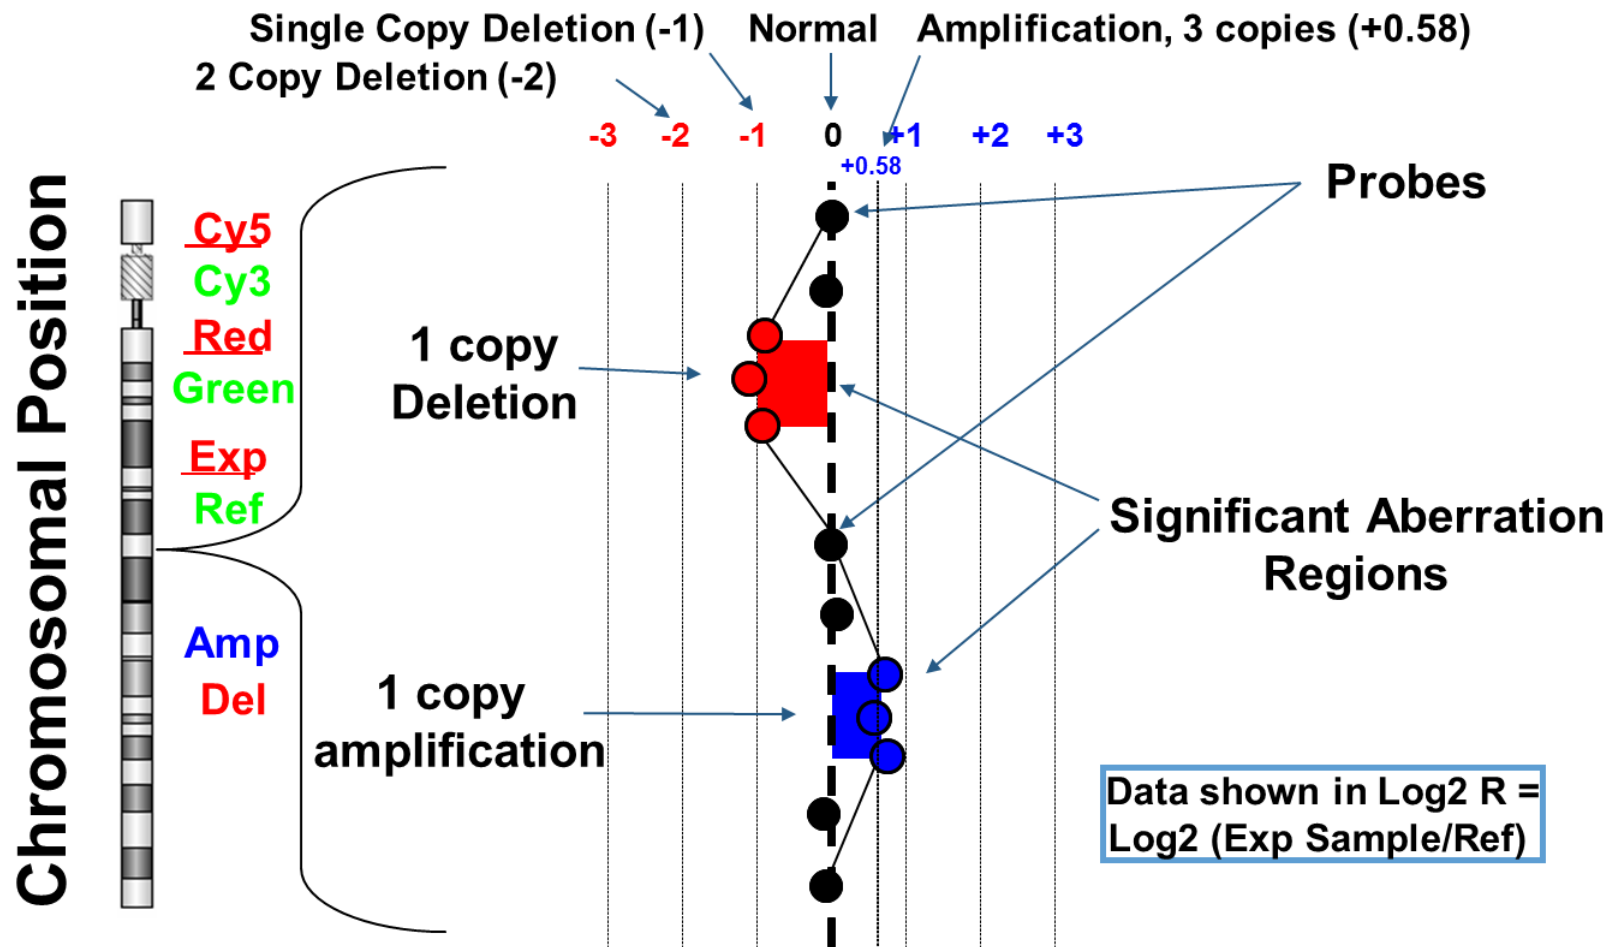 Single Copy Deletion (-1)
Normal
Amplification, 3 copies (+0.58)
2 Copy Deletion (-2)
-3
-2
-1
0
+1
+2
+3
+0.58
Probes
Chromosomal Position
Cy5
Cy3
Red
Green
Exp
Ref
1 copy
Deletion
Significant Aberration
Regions
Amp
Del
1 copy
amplification
Data shown in Log2 R =
Log2 (Exp Sample/Ref)